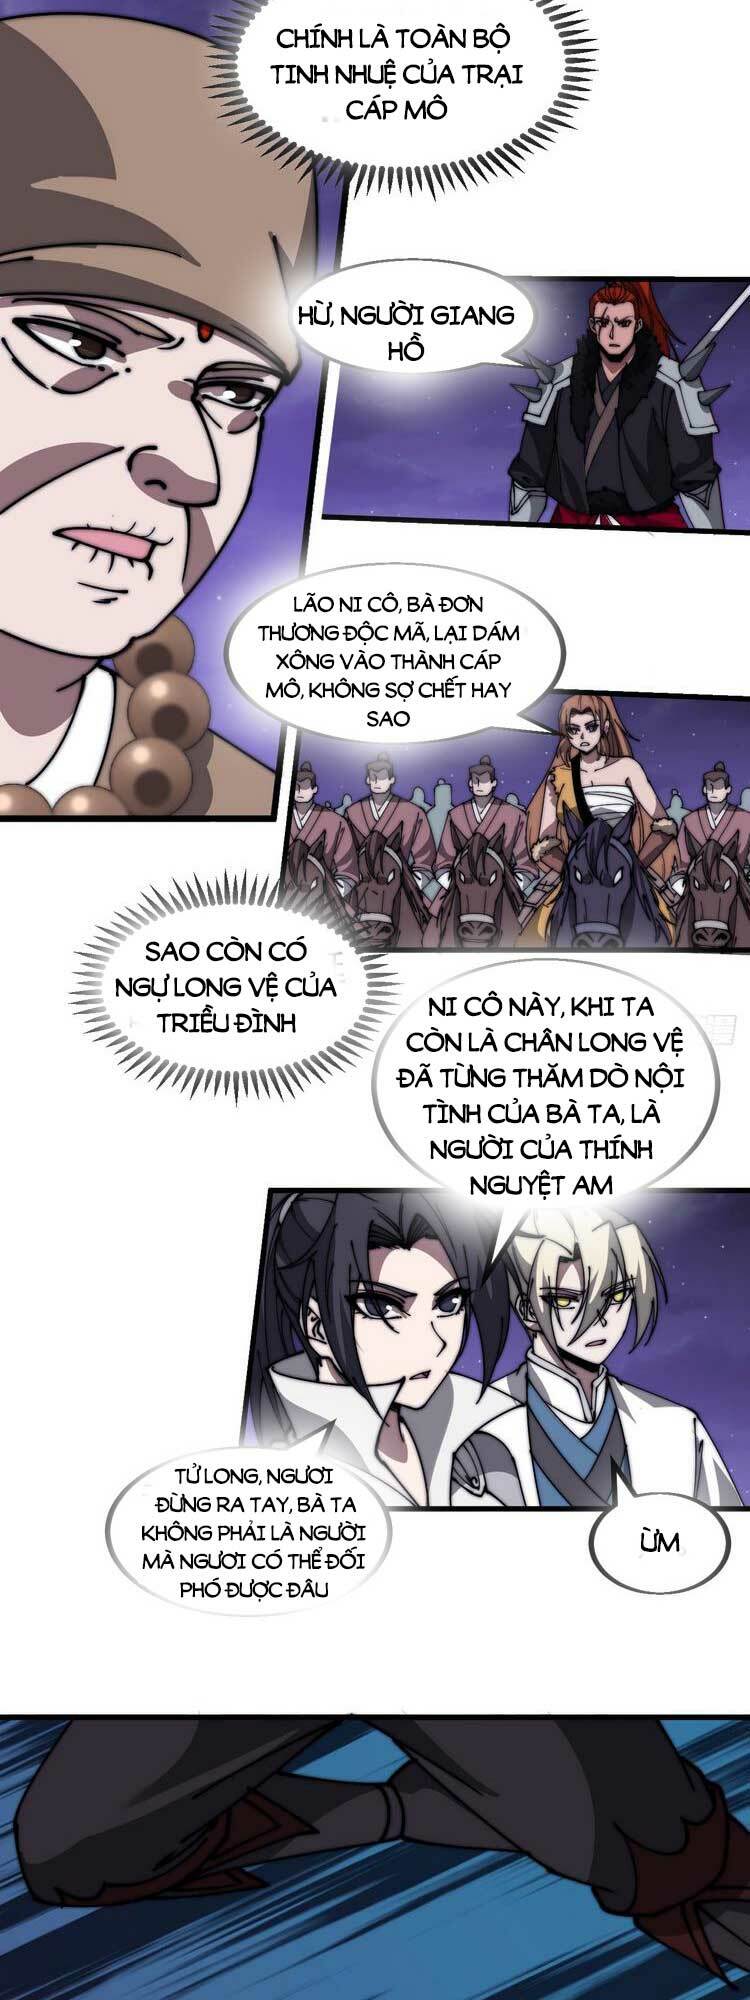 CHÍNH LÀ TOÀN BỘ
TINH NHUỆ CỦA TRẠI
CÁP MÔ
HỪ, NGƯỜI GIANG
HỒ
LÃO NI CÔ, BÀ ĐƠN
THƯƠNG ĐỘC MÃ, LẠI DÁM
XÔNG VÀO THÀNH CÁP
MÔ, KHÔNG SỢ CHẾT HAY
SAO
SAO CÒN CÓ
NGỰ LONG VỆ CỦA
TRIỀU ĐÌNH
NI CÔ NÀY, KHI TA
CÒN LÀ CHÂN LONG VỆ
ĐÃ TỪNG THĂM DÒ NỘI
TÌNH CỦA BÀ TA, LÀ
NGƯỜI CỦA THÍNH
NGUYỆT AM
TỬ LONG, NGƯƠI
ĐỪNG RA TAY, BÀ TA
KHÔNG PHẢI LÀ NGƯỜI
MÀ NGƯƠI CÓ THỂ ĐỐI
PHÓ ĐƯỢC ĐÂU
ỪM